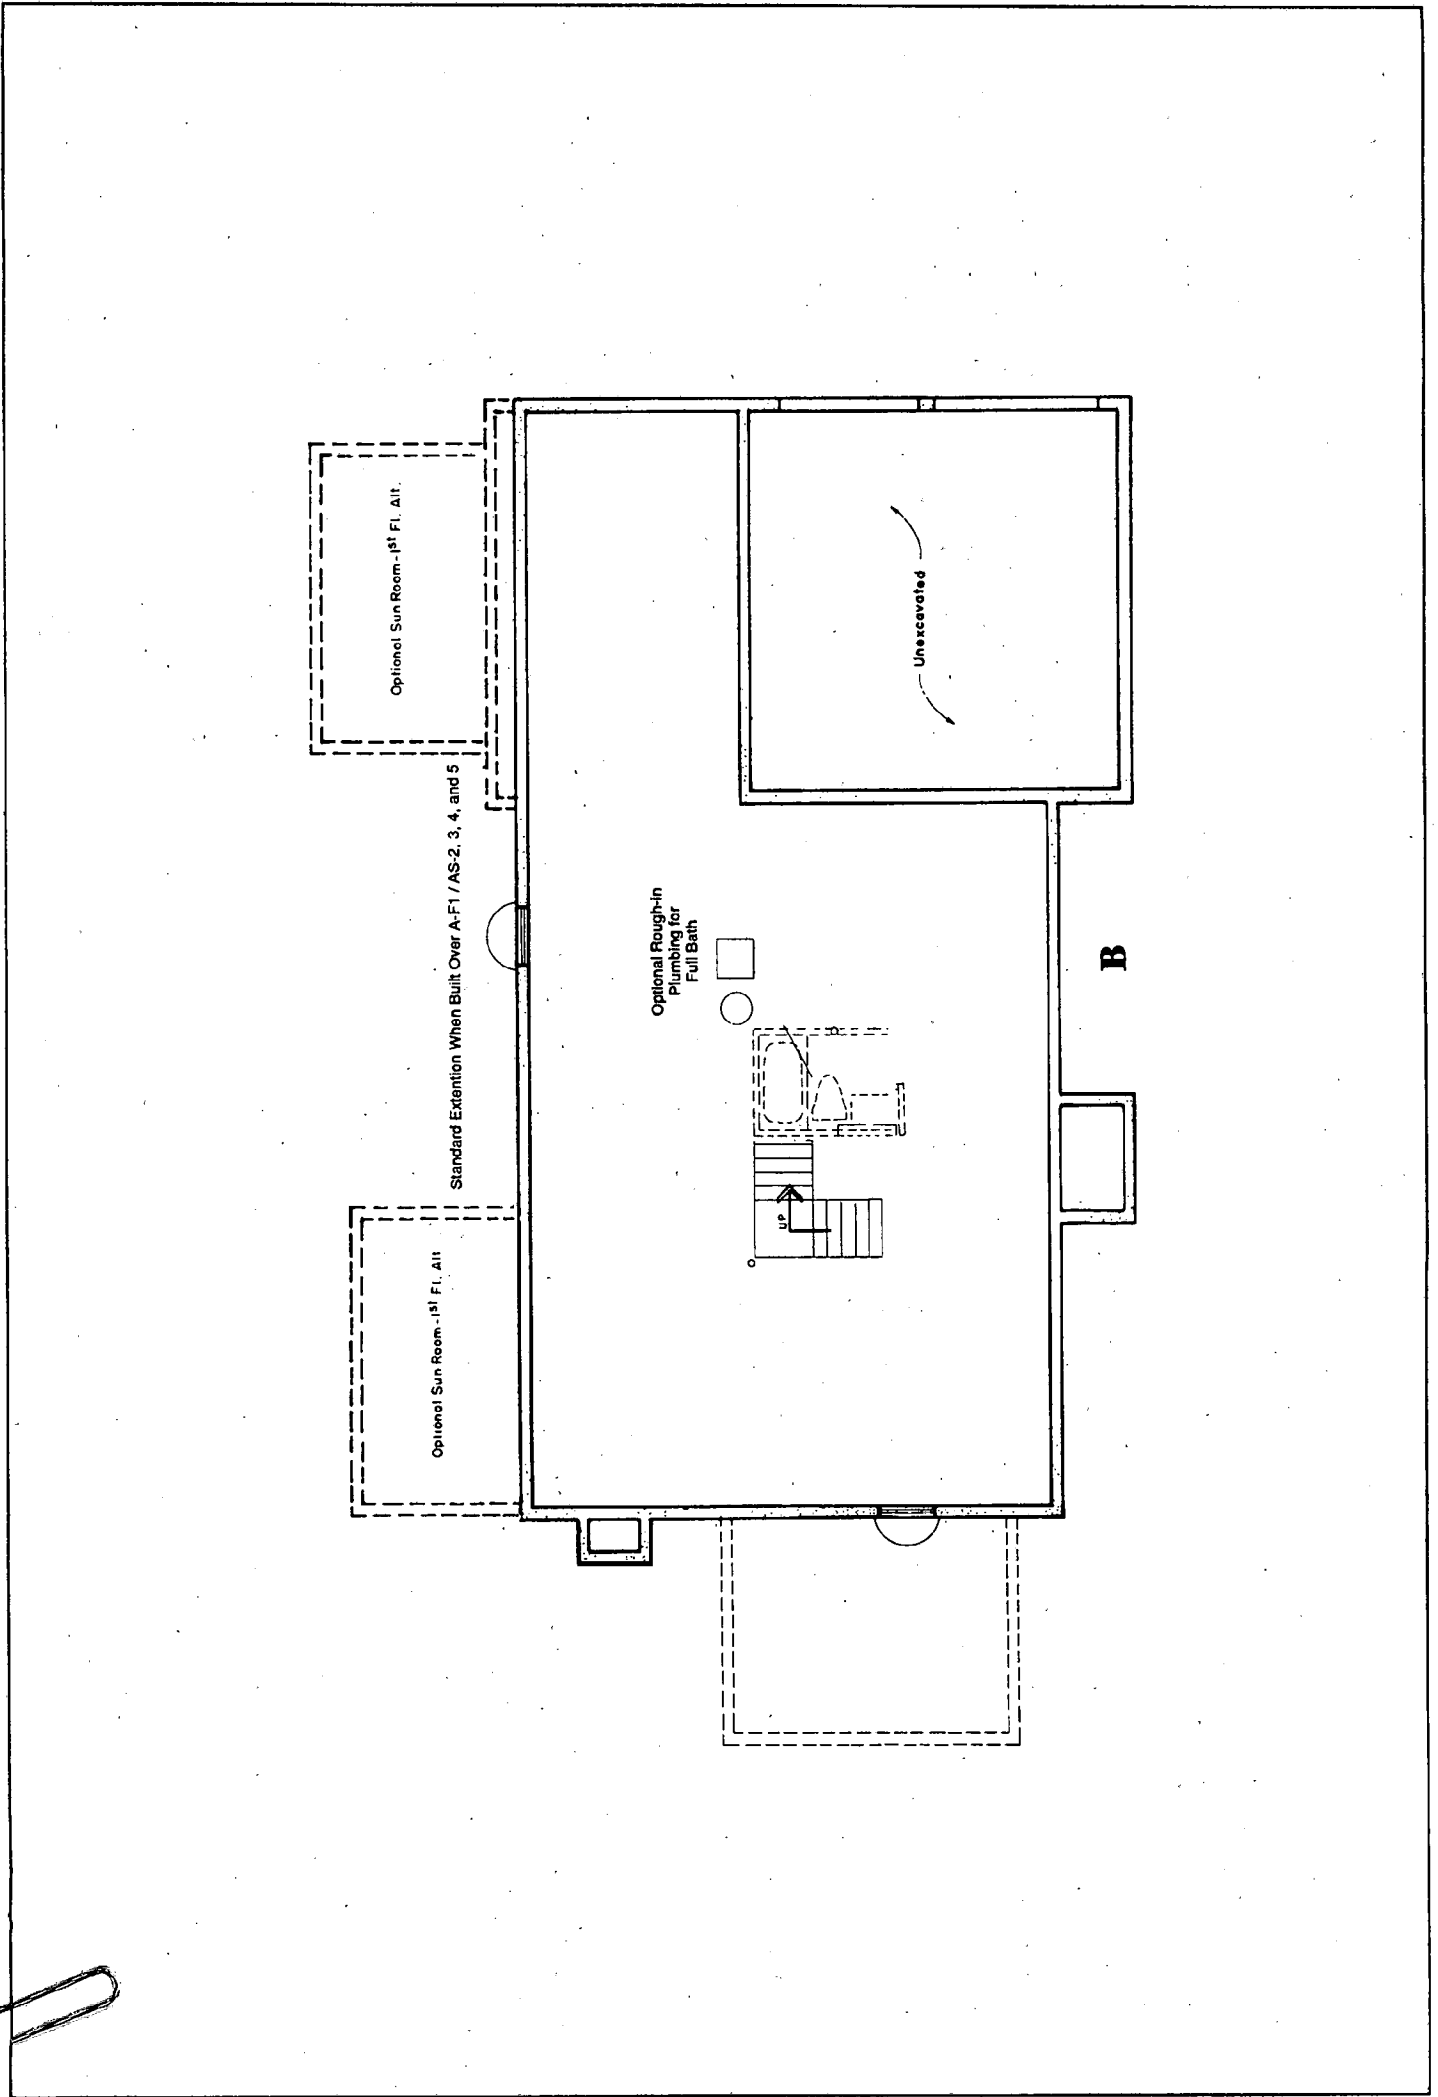 Optional Sun Room - 1st Fl. Alt
Standard Extention When Built Over A-F1 / AS-2, 3, 4, and 5
Optional Sun Room - 1st Fl. Alt.
Optional Rough-in
Plumbing for
Full Bath
UP
Unexcavated
B